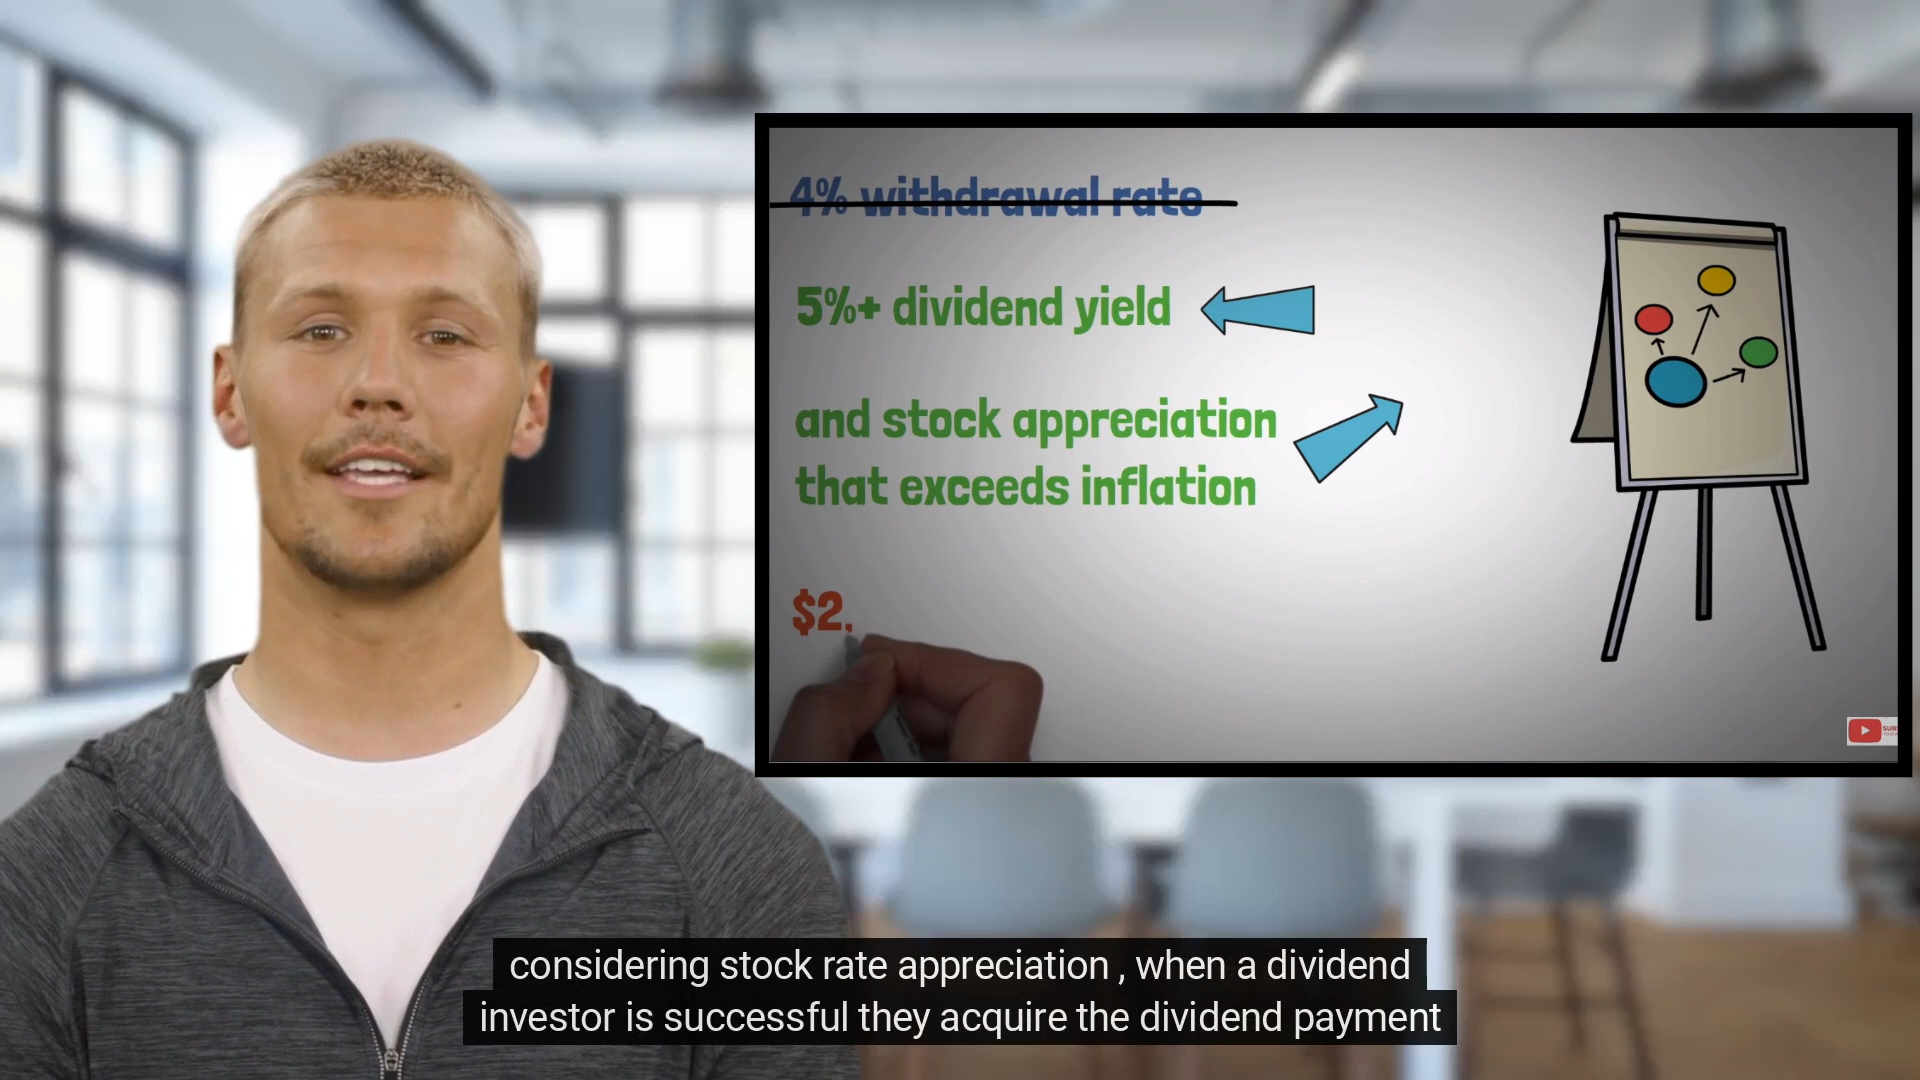 4% withdrawal rate
5%+ dividend yield
and stock appreciation
that exceeds inflation
$2,
considering stock rate appreciation , when a dividend
investor is successful they acquire the dividend payment